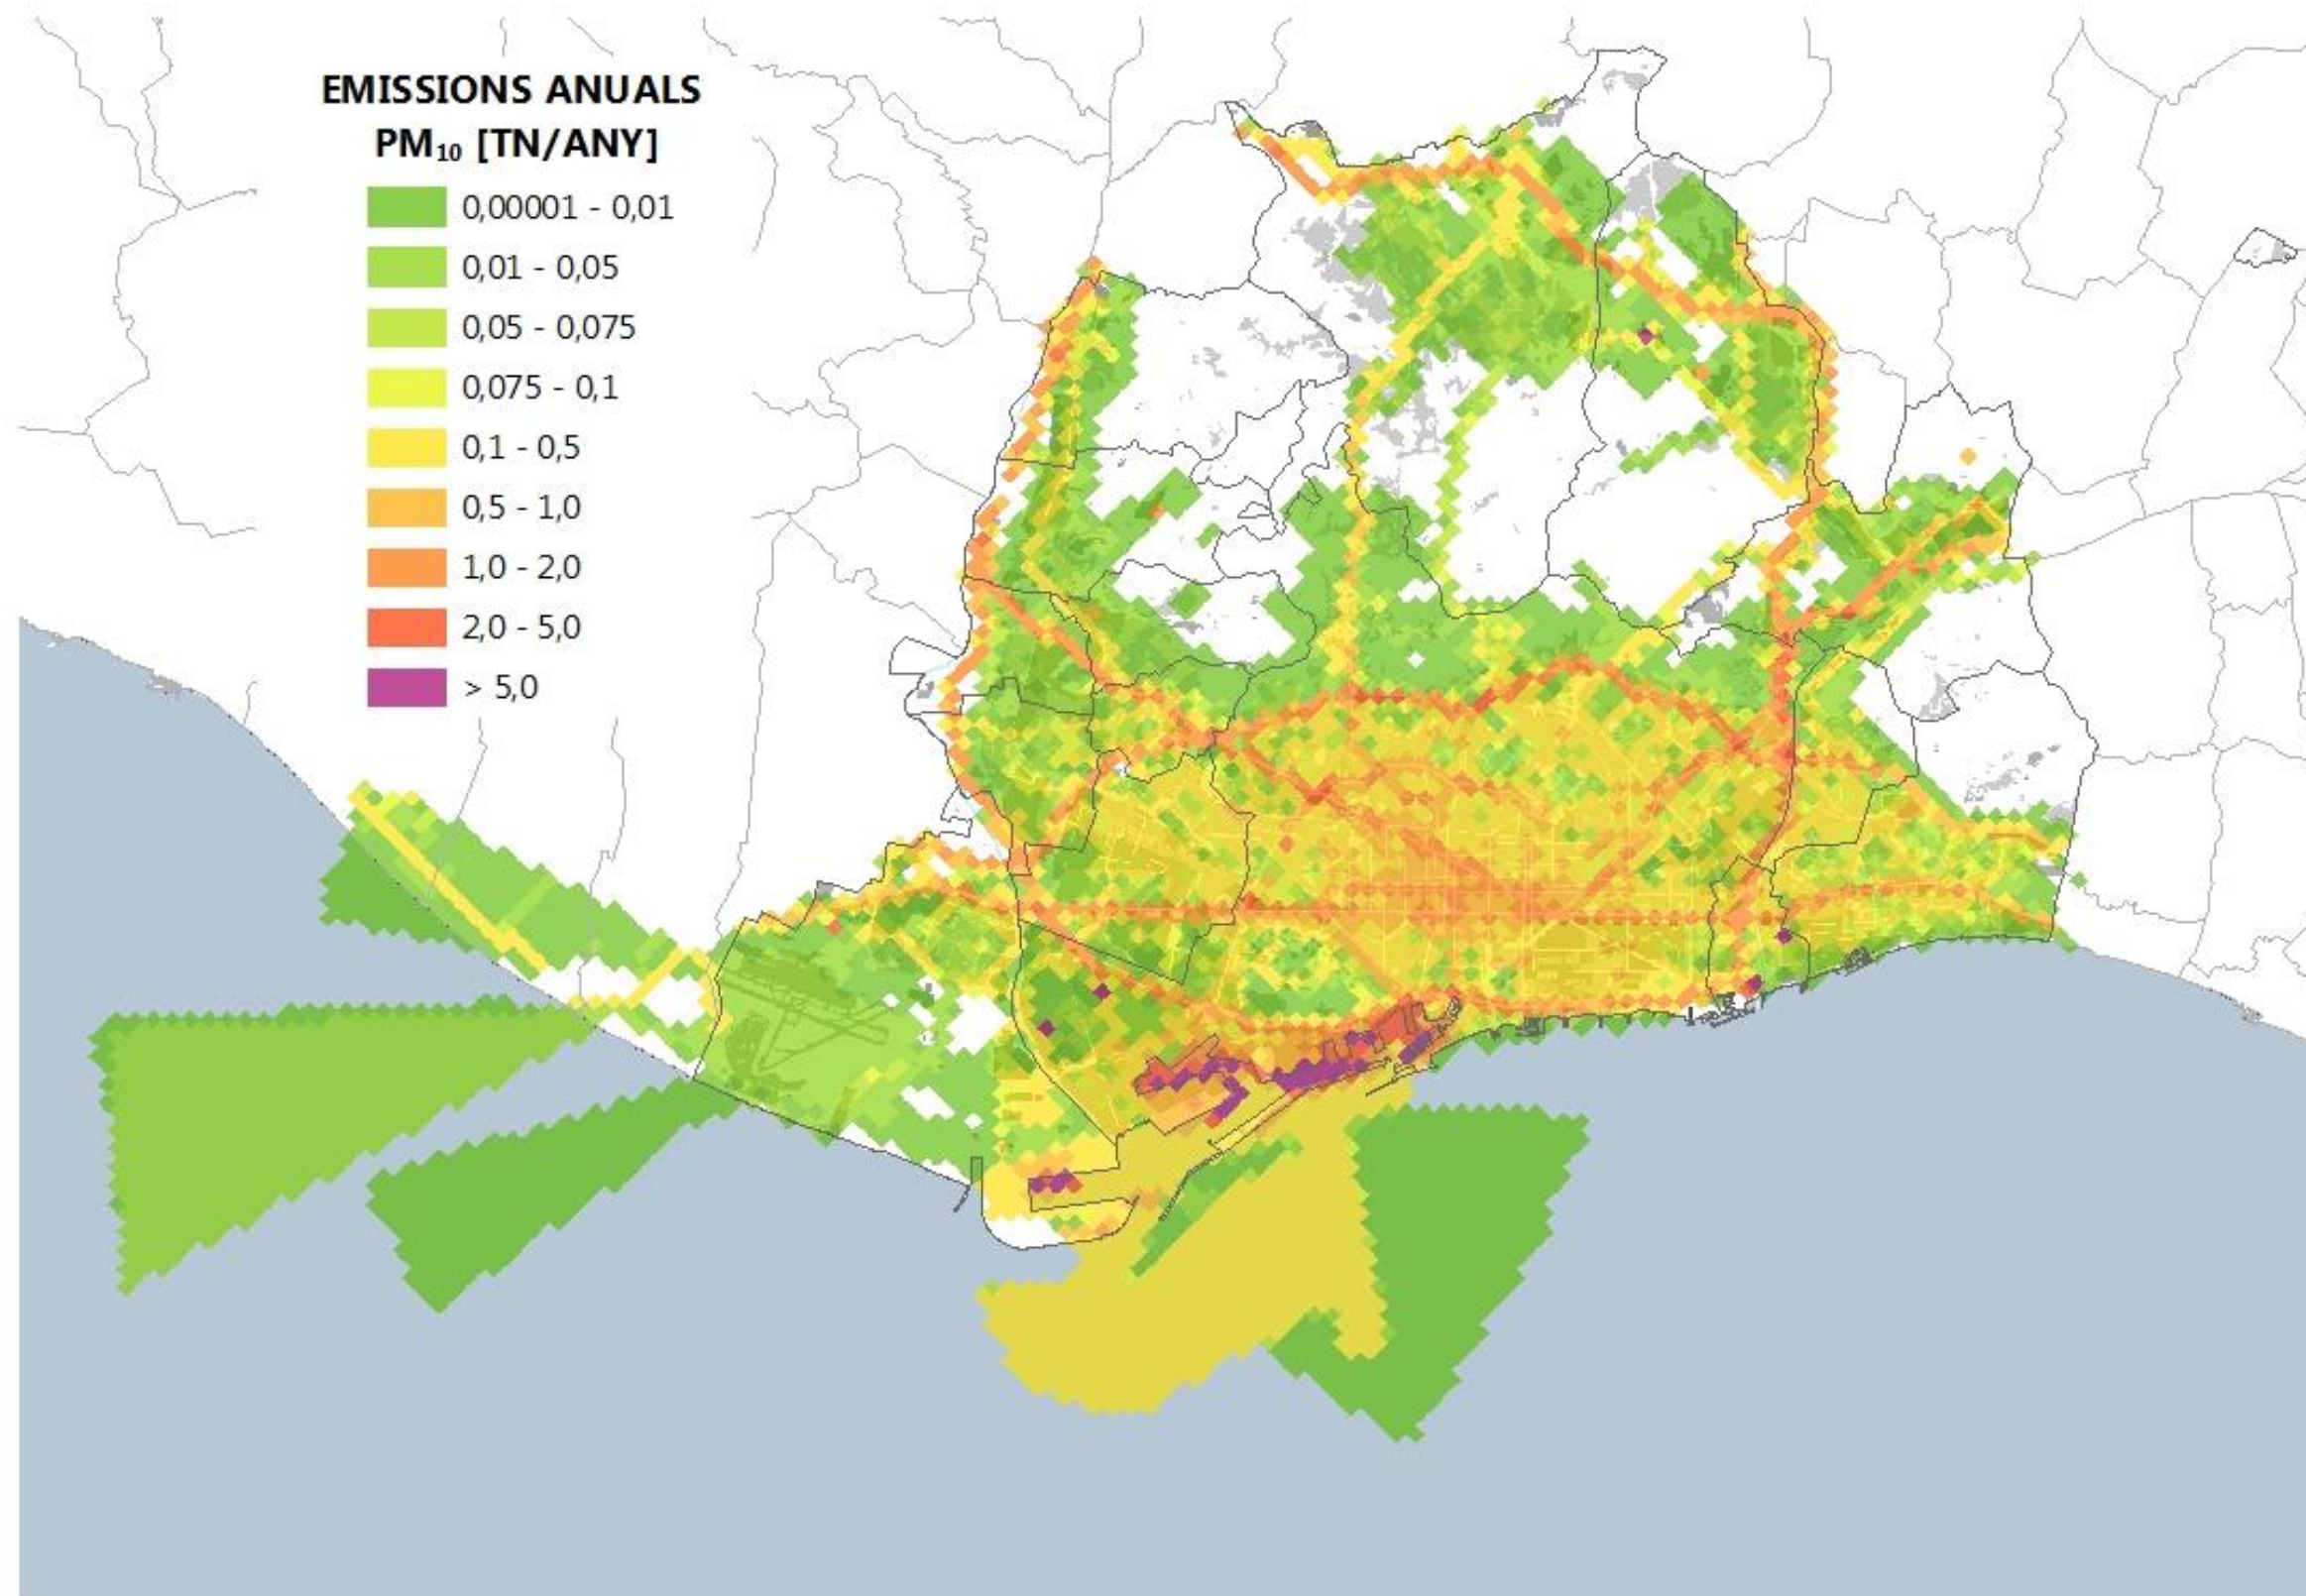 EMISSIONS ANUALS
PM₁₀ [TN/ANY]
0,00001 - 0,01
0,01 - 0,05
0,05 - 0,075
0,075 - 0,1
0,1 - 0,5
0,5 - 1,0
1,0 - 2,0
2,0 - 5,0
> 5,0